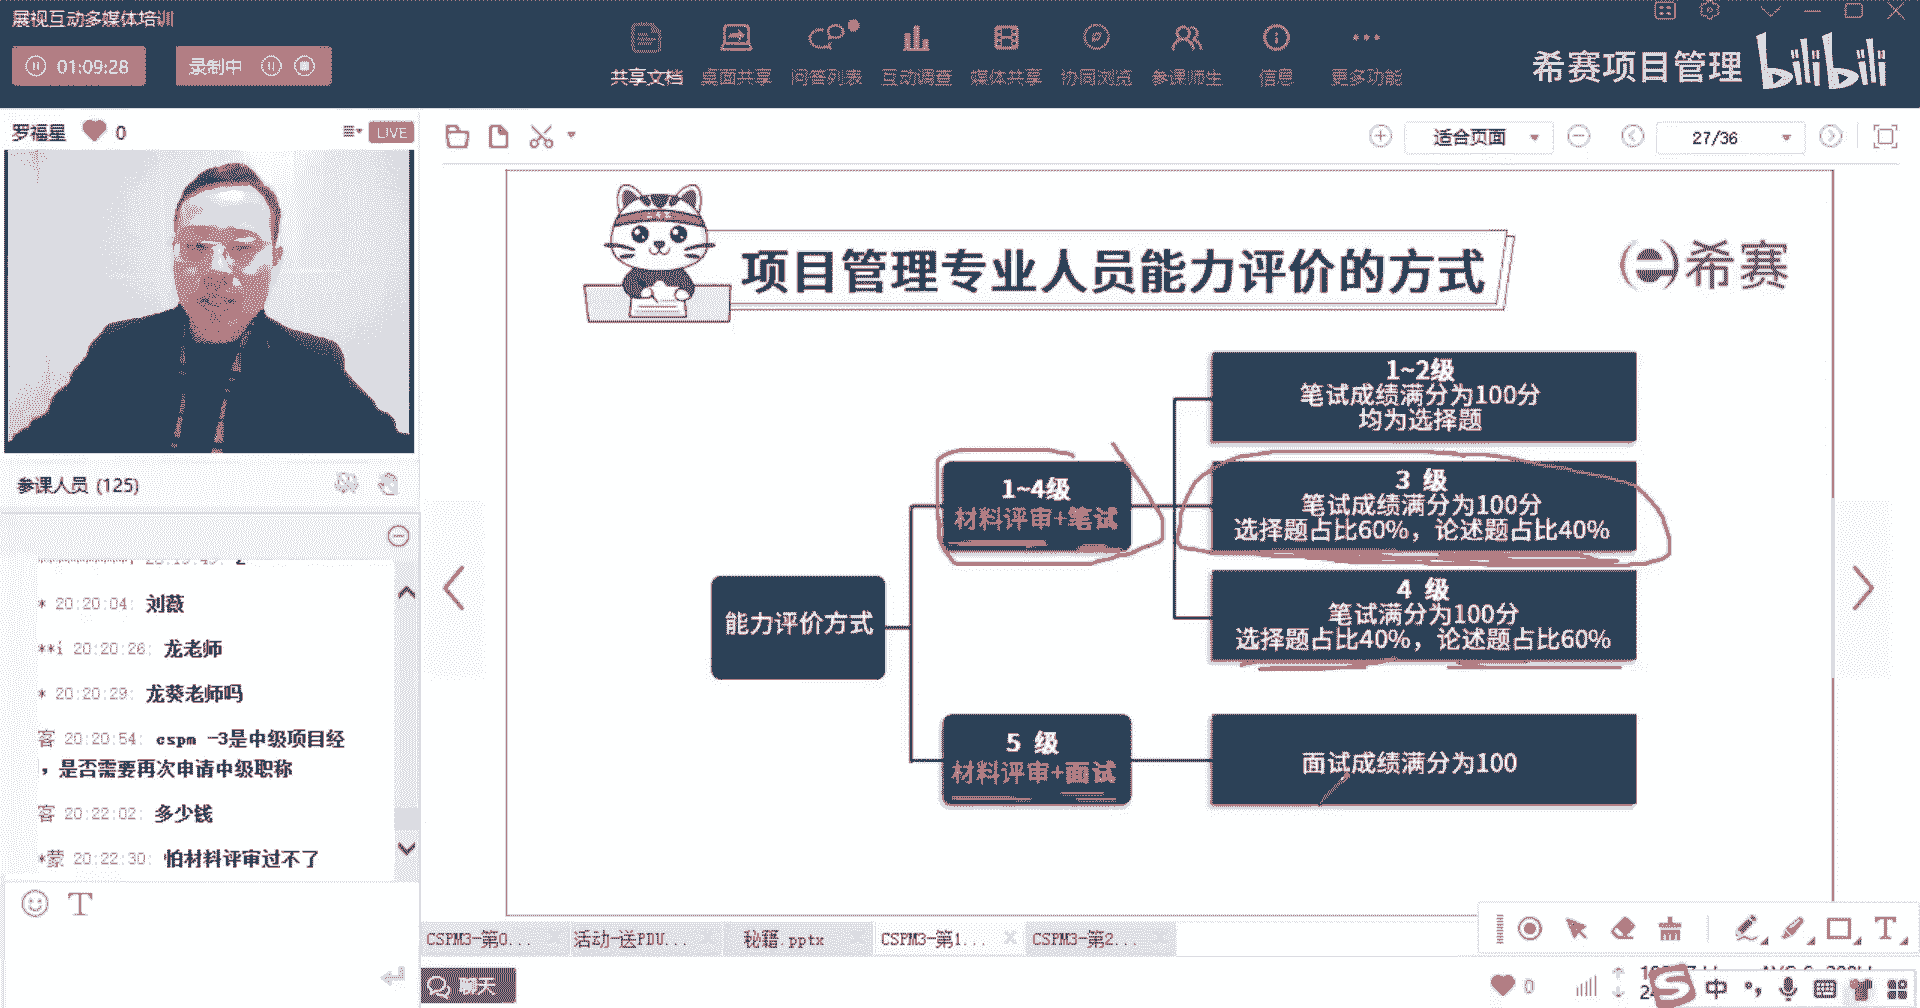 展视互动多媒体培训
01:09:28
录制中
共享文档
桌面共享
问答列表
互动调查
媒体共享
协同浏览
参课师生
信息
更多功能
希赛项目管理
bilibili
罗福星
0
LIVE
适合页面
27/36
项目管理专业人员能力评价的方式
希赛
1~2级
笔试成绩满分为100分
均为选择题
1~4级
材料评审+笔试
3 级
笔试成绩满分为100分
选择题占比60%，论述题占比40%
4 级
笔试满分为100分
选择题占比40%，论述题占比60%
能力评价方式
5 级
材料评审+面试
面试成绩满分为100
参课人员 (125)
* 20:20:04: 刘薇
**i 20:20:26: 龙老师
* 20:20:29: 龙葵老师吗
客 20:20:54: cspm -3是中级项目经
，是否需要再次申请中级职称
客 20:22:02: 多少钱
*蒙 20:22:30: 怕材料评审过不了
T
CSPM3-第0...
活动-送PDU...
秘籍.pptx
CSPM3-第1...
CSPM3-第2...
T
聊天
0
S 中